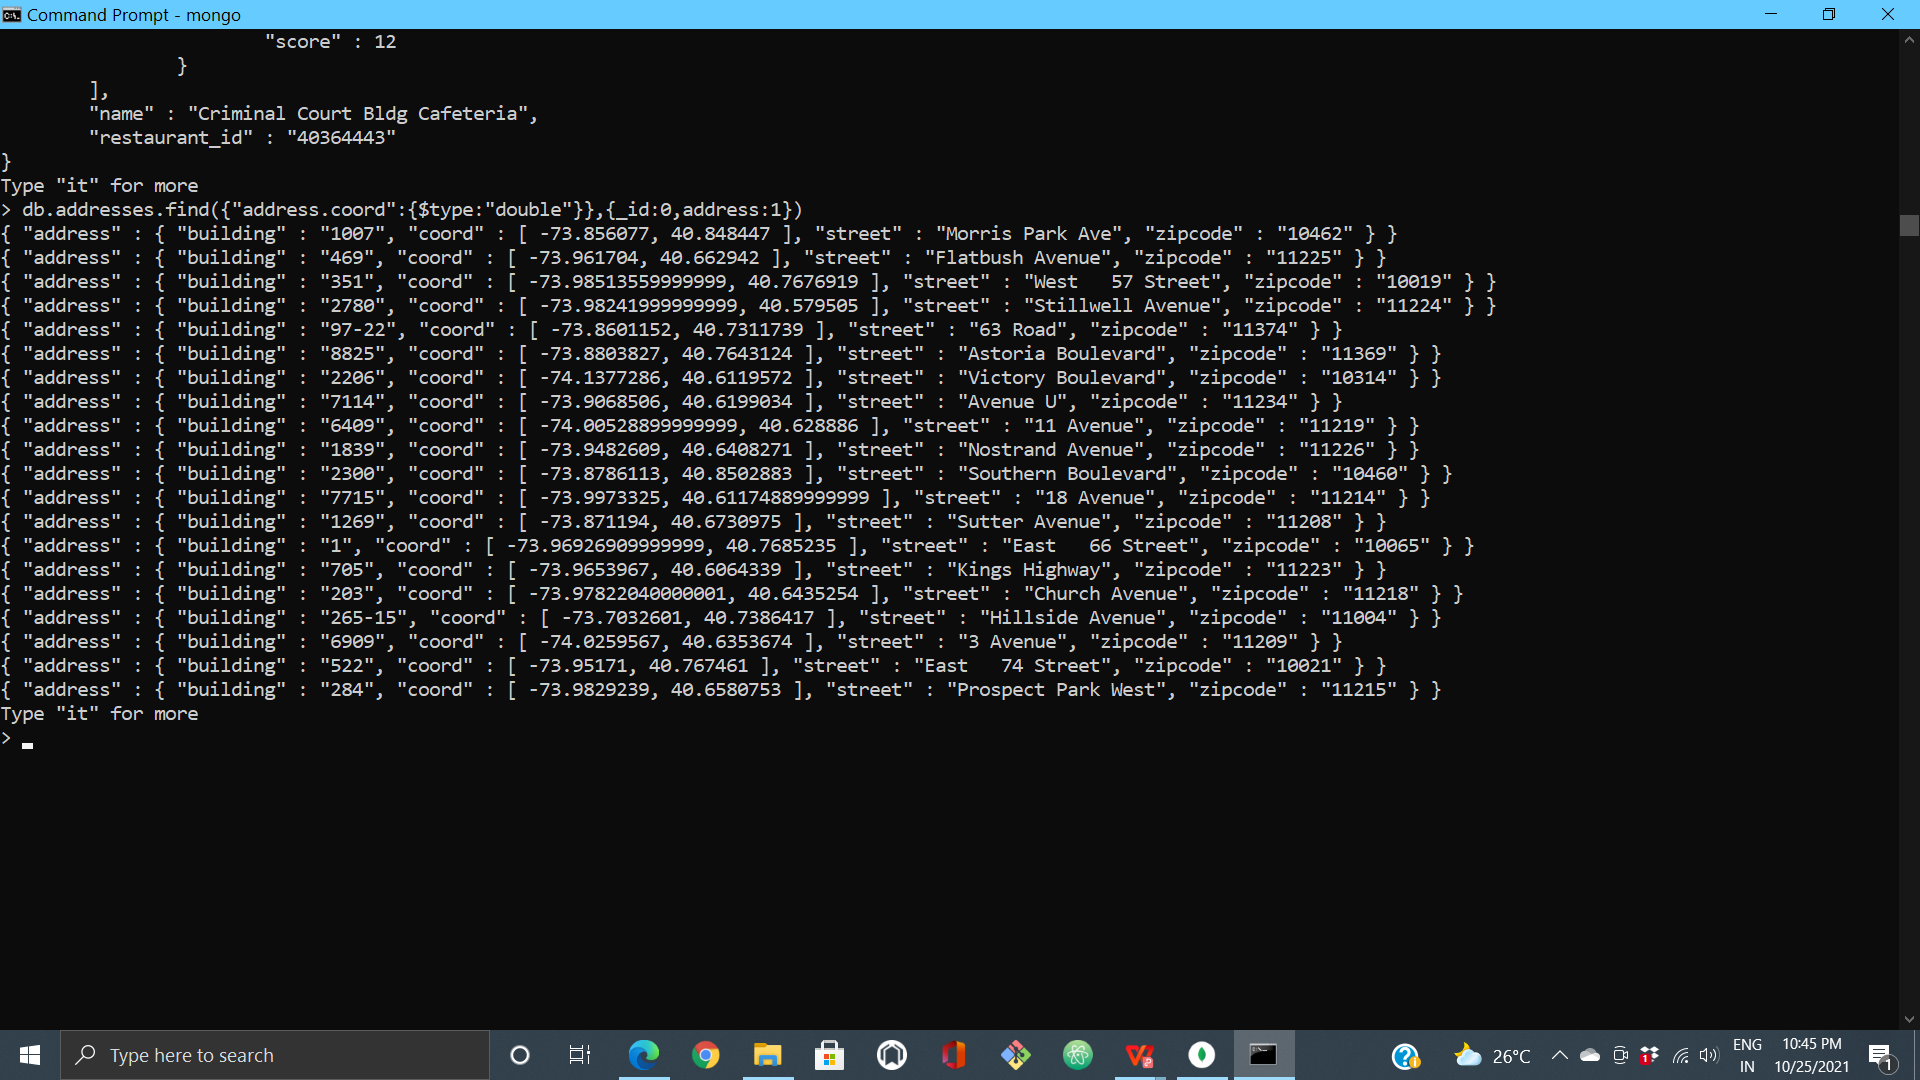 Command Prompt - mongo
"score" : 12
}
],
"name" : "Criminal Court Bldg Cafeteria",
"restaurant_id" : "40364443"
}
Type "it" for more
> db.addresses.find({"address.coord":{$type:"double"}},{_id:0,address:1})
{ "address" : { "building" : "1007", "coord" : [ -73.856077, 40.848447 ], "street" : "Morris Park Ave", "zipcode" : "10462" } }
{ "address" : { "building" : "469", "coord" : [ -73.961704, 40.662942 ], "street" : "Flatbush Avenue", "zipcode" : "11225" } }
{ "address" : { "building" : "351", "coord" : [ -73.98513559999999, 40.7676919 ], "street" : "West   57 Street", "zipcode" : "10019" } }
{ "address" : { "building" : "2780", "coord" : [ -73.98241999999999, 40.579505 ], "street" : "Stillwell Avenue", "zipcode" : "11224" } }
{ "address" : { "building" : "97-22", "coord" : [ -73.8601152, 40.7311739 ], "street" : "63 Road", "zipcode" : "11374" } }
{ "address" : { "building" : "8825", "coord" : [ -73.8803827, 40.7643124 ], "street" : "Astoria Boulevard", "zipcode" : "11369" } }
{ "address" : { "building" : "2206", "coord" : [ -74.1377286, 40.6119572 ], "street" : "Victory Boulevard", "zipcode" : "10314" } }
{ "address" : { "building" : "7114", "coord" : [ -73.9068506, 40.6199034 ], "street" : "Avenue U", "zipcode" : "11234" } }
{ "address" : { "building" : "6409", "coord" : [ -74.00528899999999, 40.628886 ], "street" : "11 Avenue", "zipcode" : "11219" } }
{ "address" : { "building" : "1839", "coord" : [ -73.9482609, 40.6408271 ], "street" : "Nostrand Avenue", "zipcode" : "11226" } }
{ "address" : { "building" : "2300", "coord" : [ -73.8786113, 40.8502883 ], "street" : "Southern Boulevard", "zipcode" : "10460" } }
{ "address" : { "building" : "7715", "coord" : [ -73.9973325, 40.61174889999999 ], "street" : "18 Avenue", "zipcode" : "11214" } }
{ "address" : { "building" : "1269", "coord" : [ -73.871194, 40.6730975 ], "street" : "Sutter Avenue", "zipcode" : "11208" } }
{ "address" : { "building" : "1", "coord" : [ -73.96926909999999, 40.7685235 ], "street" : "East   66 Street", "zipcode" : "10065" } }
{ "address" : { "building" : "705", "coord" : [ -73.9653967, 40.6064339 ], "street" : "Kings Highway", "zipcode" : "11223" } }
{ "address" : { "building" : "203", "coord" : [ -73.97822040000001, 40.6435254 ], "street" : "Church Avenue", "zipcode" : "11218" } }
{ "address" : { "building" : "265-15", "coord" : [ -73.7032601, 40.7386417 ], "street" : "Hillside Avenue", "zipcode" : "11004" } }
{ "address" : { "building" : "6909", "coord" : [ -74.0259567, 40.6353674 ], "street" : "3 Avenue", "zipcode" : "11209" } }
{ "address" : { "building" : "522", "coord" : [ -73.95171, 40.767461 ], "street" : "East   74 Street", "zipcode" : "10021" } }
{ "address" : { "building" : "284", "coord" : [ -73.9829239, 40.6580753 ], "street" : "Prospect Park West", "zipcode" : "11215" } }
Type "it" for more
>
Type here to search
26°C
ENG
IN
10:45 PM
10/25/2021
1